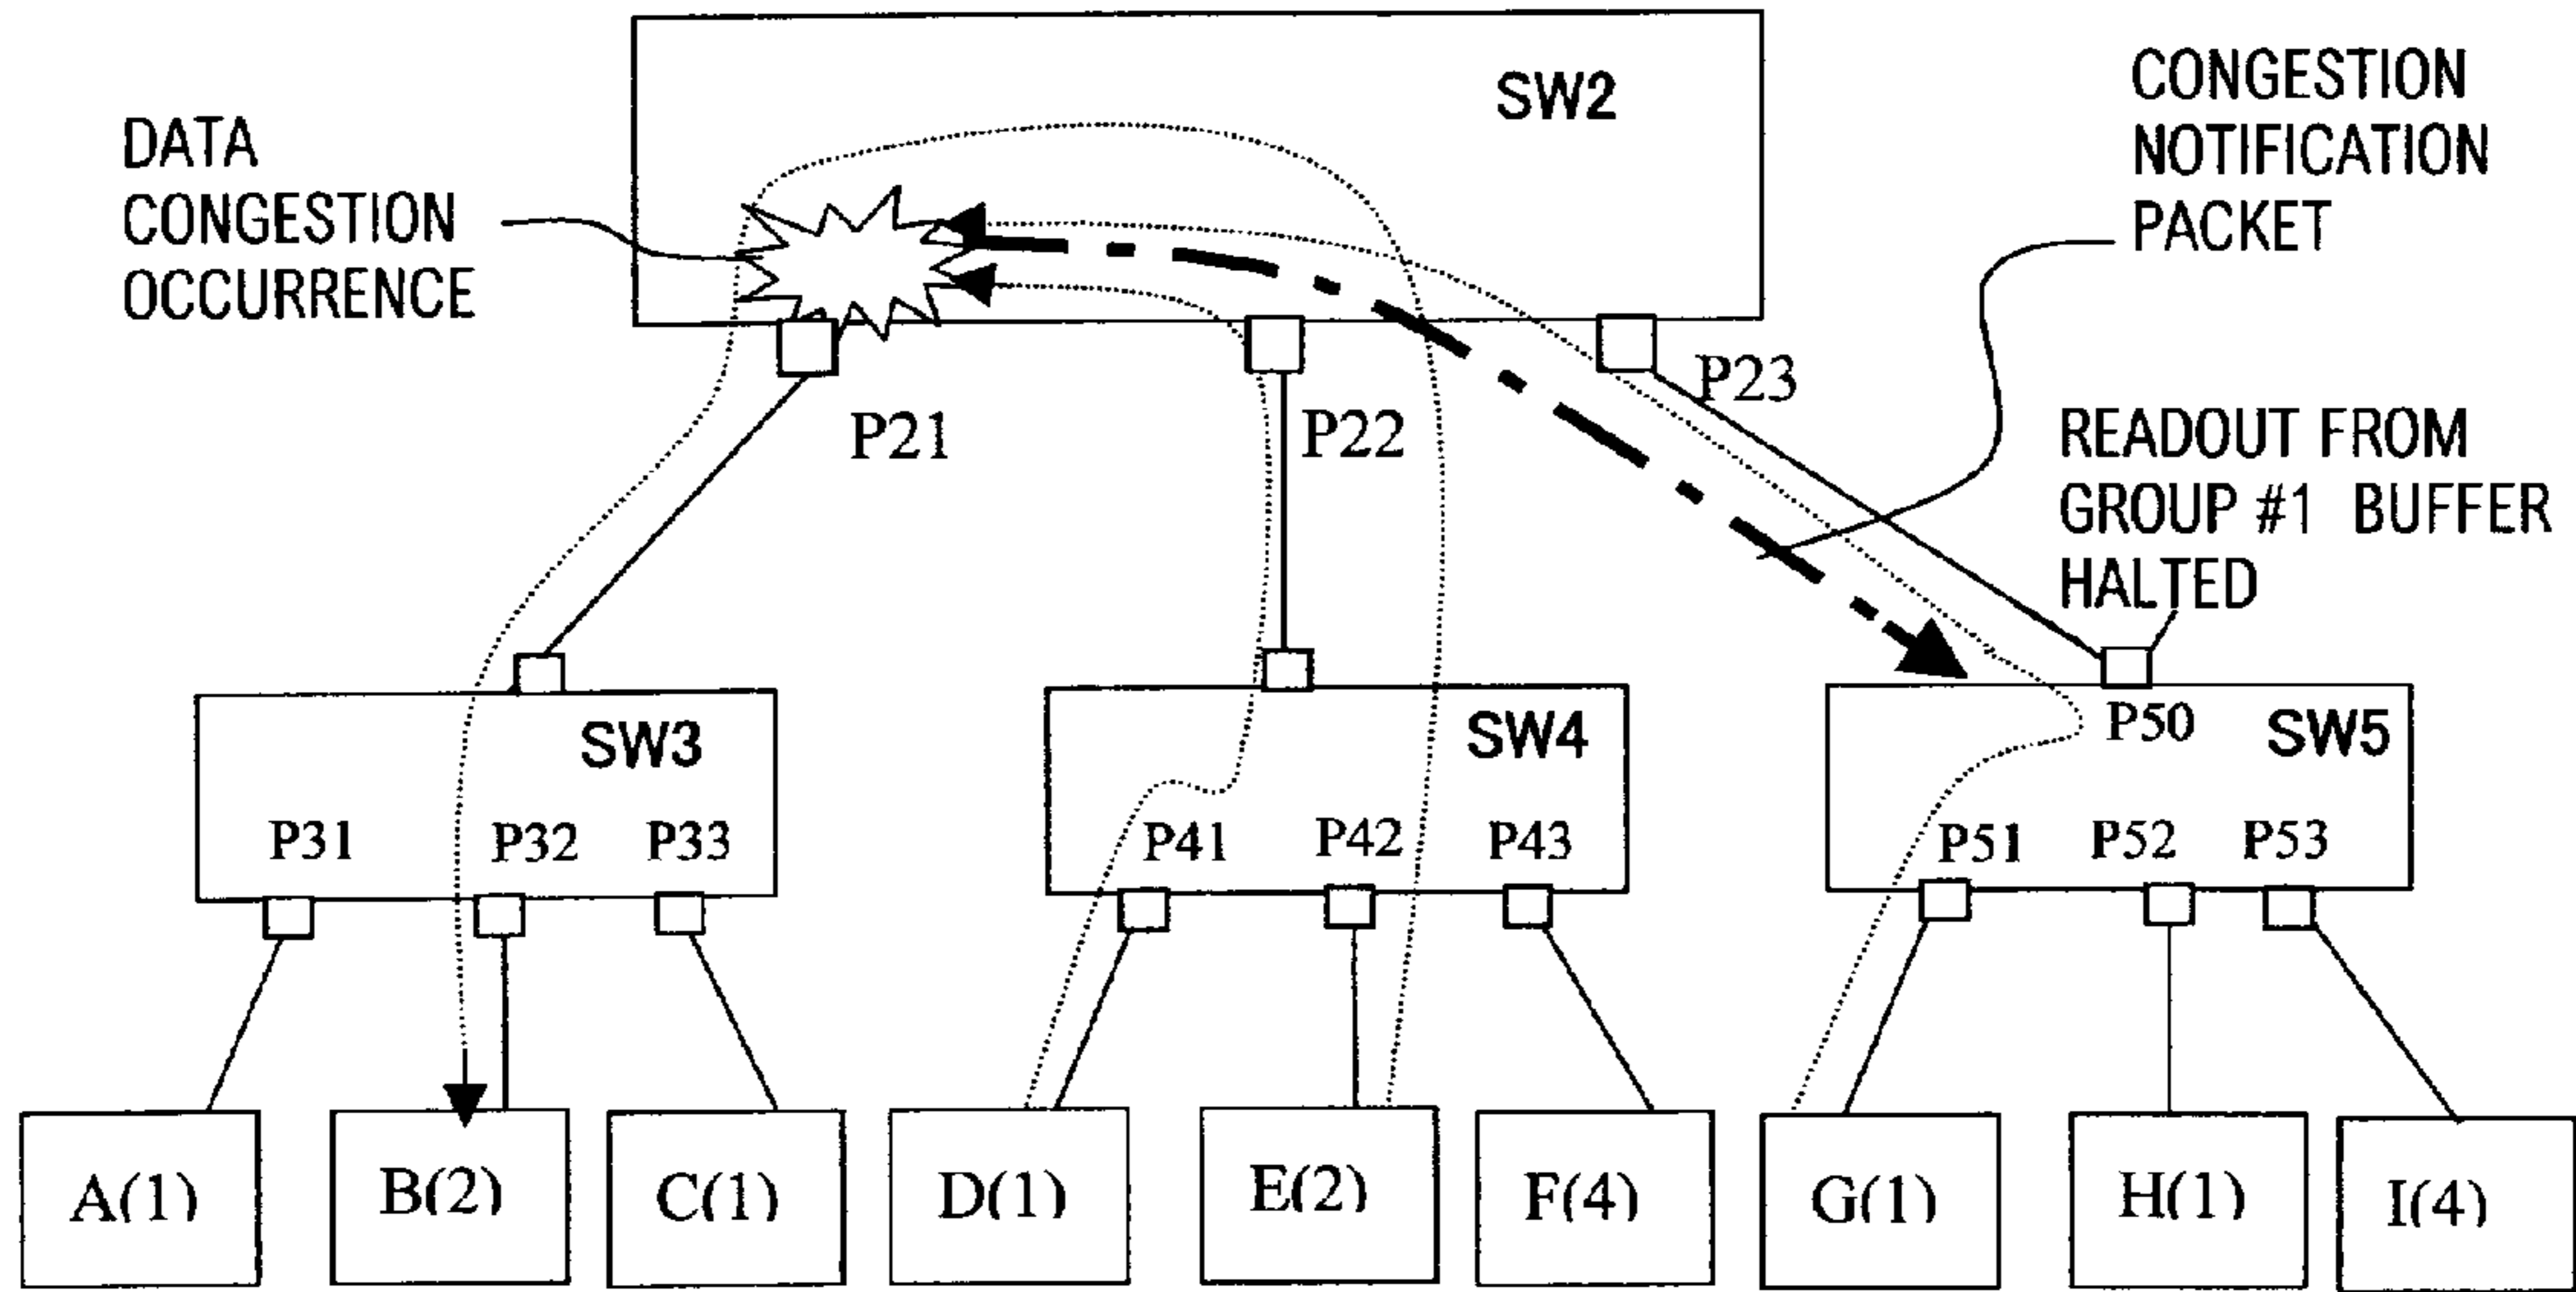 SW2
CONGESTION
NOTIFICATION
PACKET
DATA
CONGESTION
OCCURRENCE
P21
P22
P23
READOUT FROM
GROUP #1 BUFFER
HALTED
SW3
SW4
P50
SW5
P31
P32
P33
P41
P42
P43
P51
P52
P53
A(1)
B(2)
C(1)
D(1)
E(2)
F(4)
G(1)
H(1)
I(4)